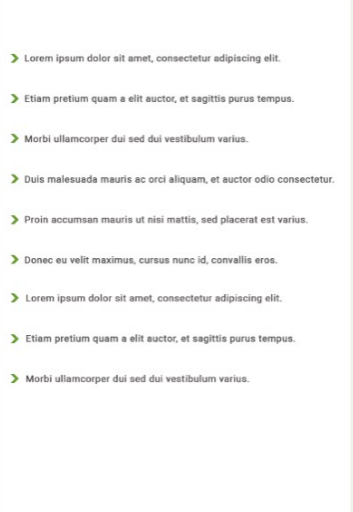 Lorem ipsum dolor sit amet, consectetur adipiscing elit.
Etiam pretium quam a elit auctor, et sagittis purus tempus.
Morbi ullamcorper dui sed dui vestibulum varius.
Duis malesuada mauris ac orci aliquam, et auctor odio consectetur.
Proin accumsan mauris ut nisi mattis, sed placerat est varius.
Donec eu velit maximus, cursus nunc id, convallis eros.
Lorem ipsum dolor sit amet, consectetur adipiscing elit.
Etiam pretium quam a elit auctor, et sagittis purus tempus.
Morbi ullamcorper dui sed dui vestibulum varius.